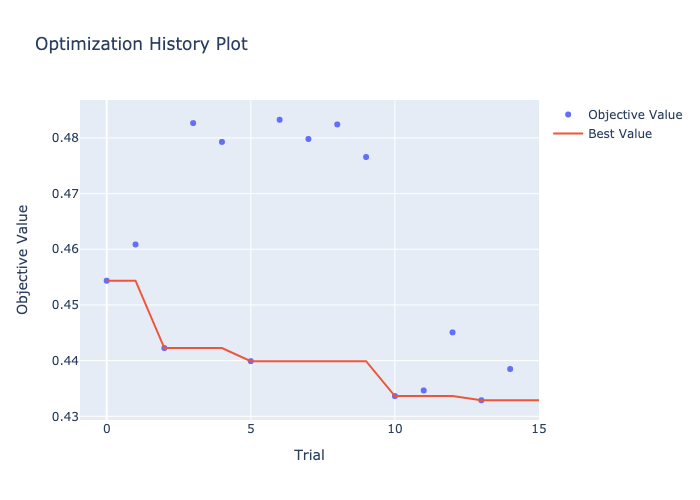 Optimization History Plot
Objective Value
Best Value
0.48
0.47
0.46
0.45
0.44
0.43
Objective Value
0
5
10
15
Trial